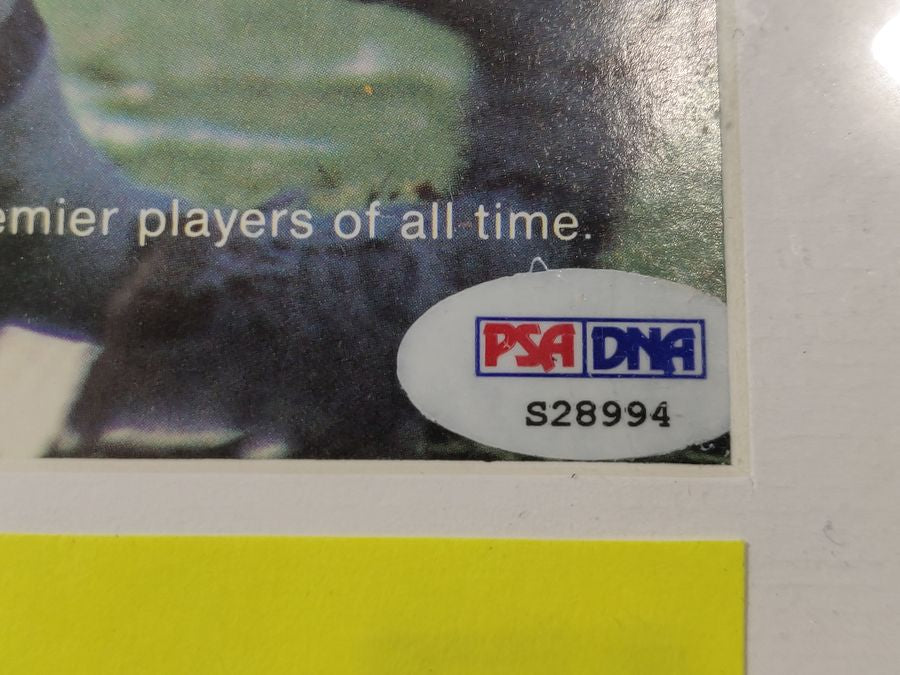 emier players of all time.
PSA DNA
S28994